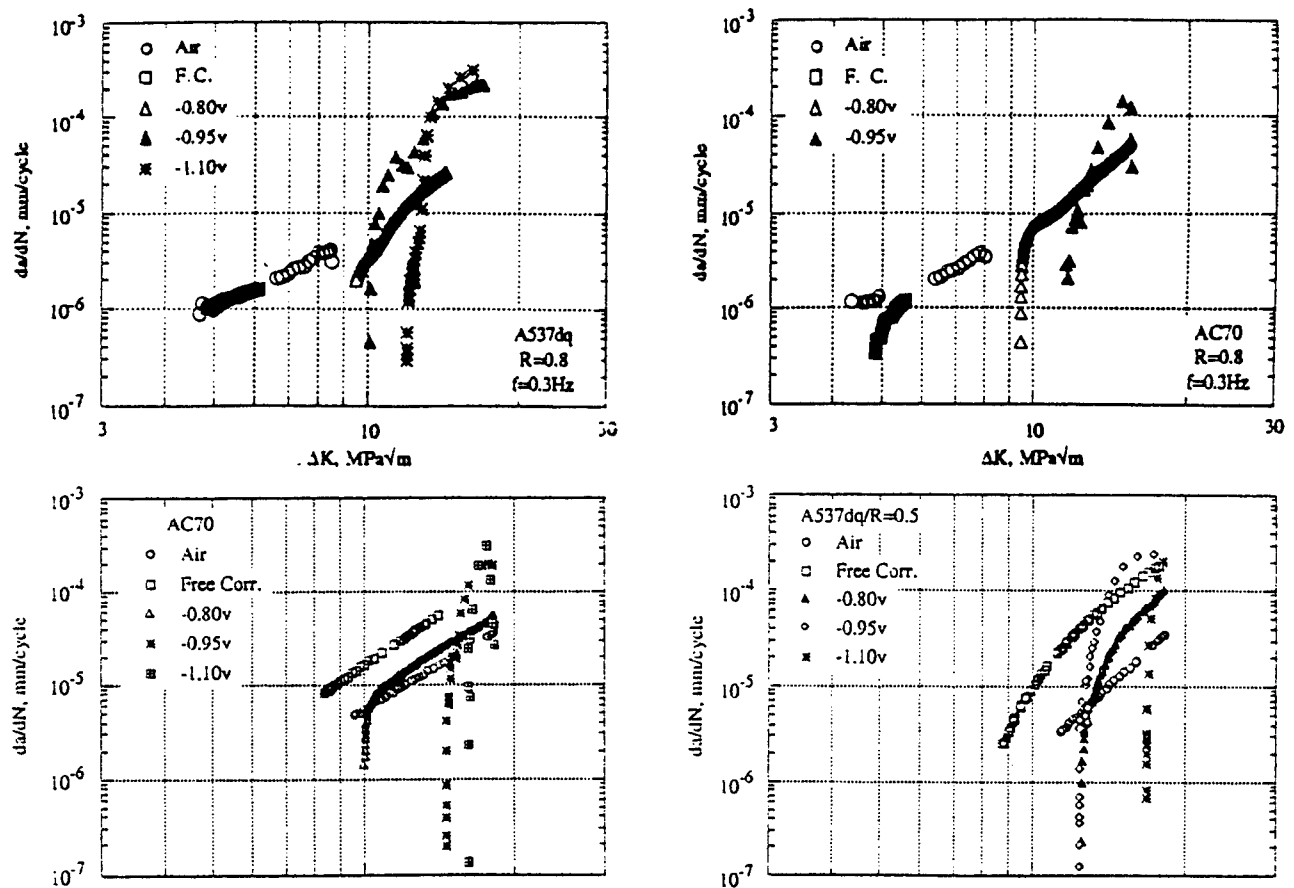 10-3
Air
F. C.
-0.80v
-0.95v
-1.10v
10-4
10-5
10-6
10-7
da/dN, mm/cycle
A537dq
R=0.8
f=0.3Hz
3
10
ΔK, MPa√m
10-3
Air
F. C.
-0.80v
-0.95v
10-4
10-5
10-6
10-7
da/dN, mm/cycle
AC70
R=0.8
f=0.3Hz
3
10
30
ΔK, MPa√m
10-3
AC70
Air
Free Corr.
-0.80v
-0.95v
-1.10v
10-4
10-5
10-6
10-7
da/dN, mm/cycle
10-3
A537dq/R=0.5
Air
Free Corr.
-0.80v
-0.95v
-1.10v
10-4
10-5
10-6
10-7
da/dN, mm/cycle